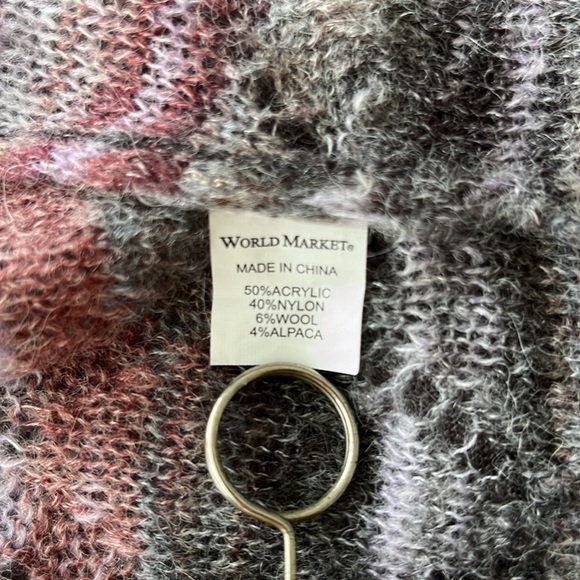 WORLD MARKET®
MADE IN CHINA
50%ACRYLIC
40%NYLON
6%WOOL
4%ALPACA